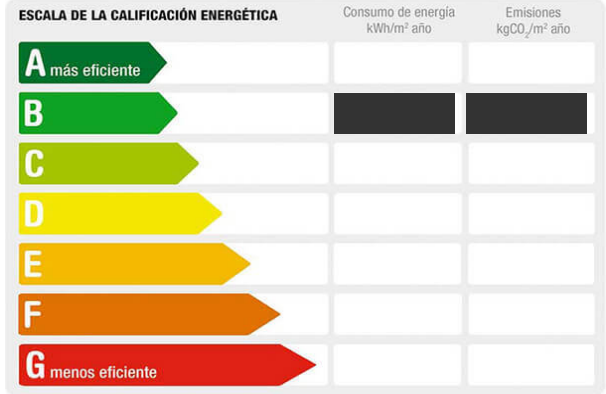 ESCALA DE LA CALIFICACIÓN ENERGÉTICA
Consumo de energía
kWh/m² año
Emisiones
kgCO₂/m² año
A más eficiente
B
C
D
E
F
G menos eficiente